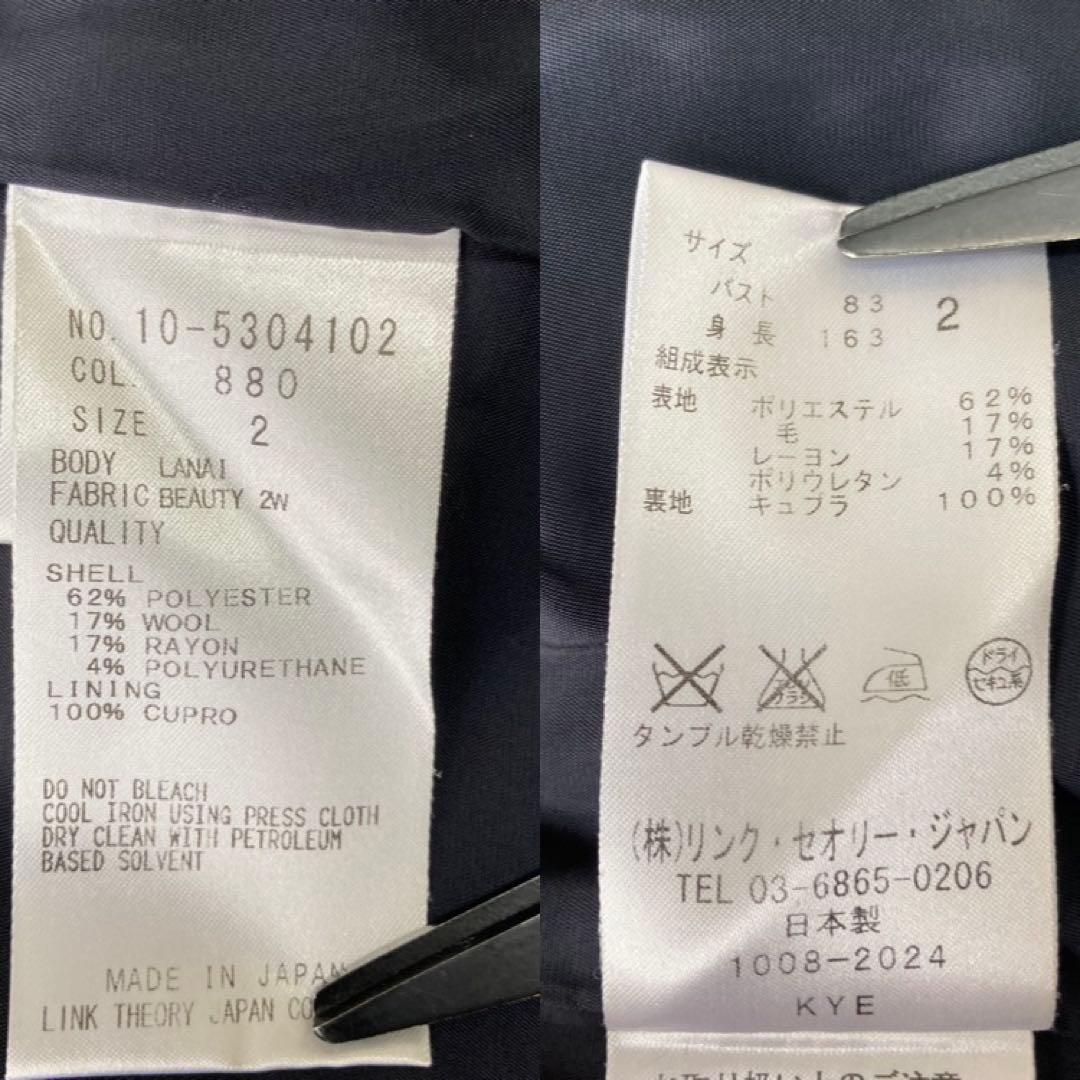 NO. 10-5304102
COL. 880
SIZE 2
BODY LANAI
FABRIC BEAUTY 2W
QUALITY
SHELL
62% POLYESTER
17% WOOL
17% RAYON
4% POLYURETHANE
LINING
100% CUPRO
DO NOT BLEACH
COOL IRON USING PRESS CLOTH
DRY CLEAN WITH PETROLEUM
BASED SOLVENT
MADE IN JAPAN
LINK THEORY JAPAN CO
サイズ
バスト 83 2
身長 163
組成表示
表地 ポリエステル 62%
毛 17%
レーヨン 17%
ポリウレタン 4%
裏地 キュプラ 100%
低
ドライ
セキユ系
タンブル乾燥禁止
(株)リンク・セオリー・ジャパン
TEL 03-6865-0206
日本製
1008-2024
KYE